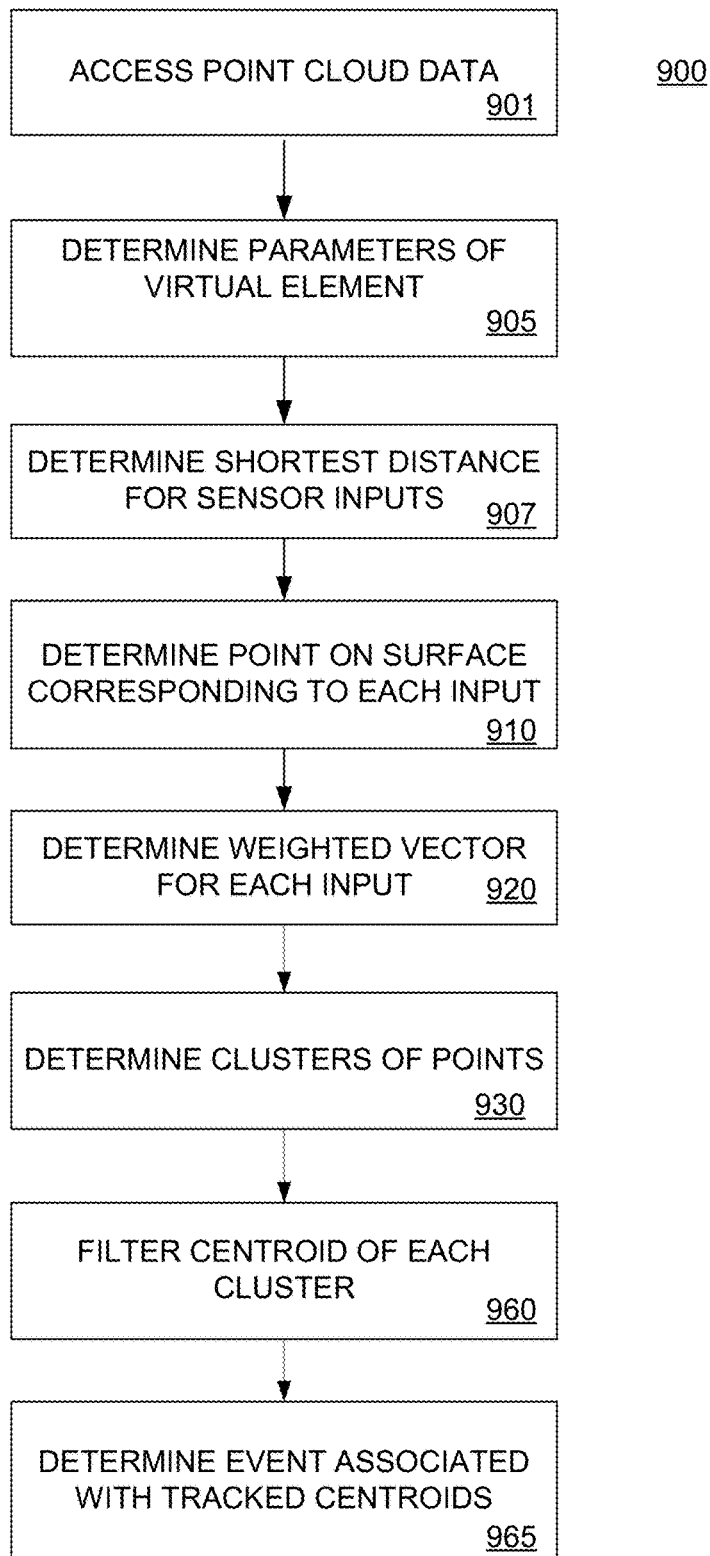 ACCESS POINT CLOUD DATA
901
900
DETERMINE PARAMETERS OF
VIRTUAL ELEMENT
905
DETERMINE SHORTEST DISTANCE
FOR SENSOR INPUTS
907
DETERMINE POINT ON SURFACE
CORRESPONDING TO EACH INPUT
910
DETERMINE WEIGHTED VECTOR
FOR EACH INPUT
920
DETERMINE CLUSTERS OF POINTS
930
FILTER CENTROID OF EACH
CLUSTER
960
DETERMINE EVENT ASSOCIATED
WITH TRACKED CENTROIDS
965